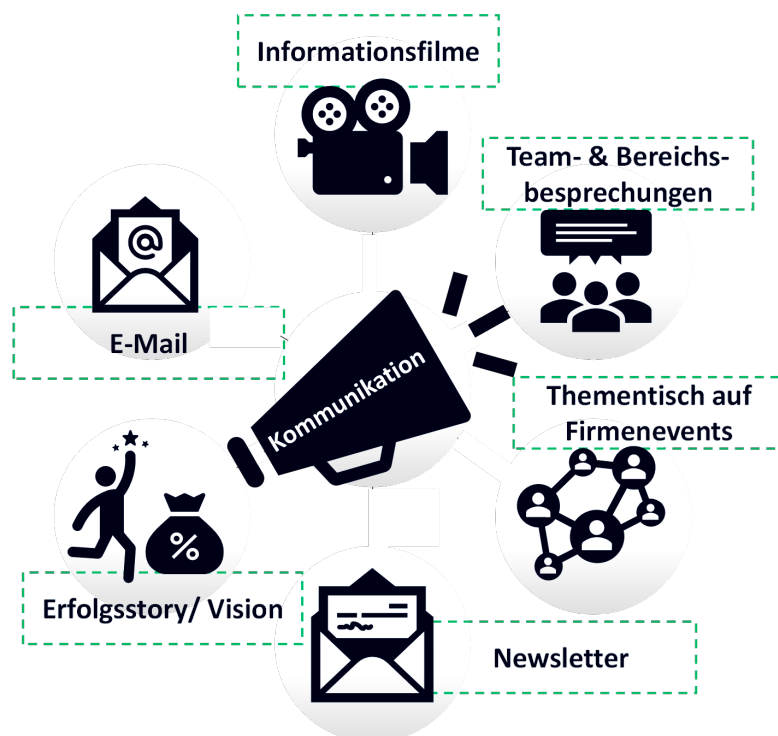 Informationsfilme
Team- & Bereichs-
besprechungen
@
E-Mail
Kommunikation
Thementisch auf
Firmenevents
%
Erfolgsstory/ Vision
Newsletter